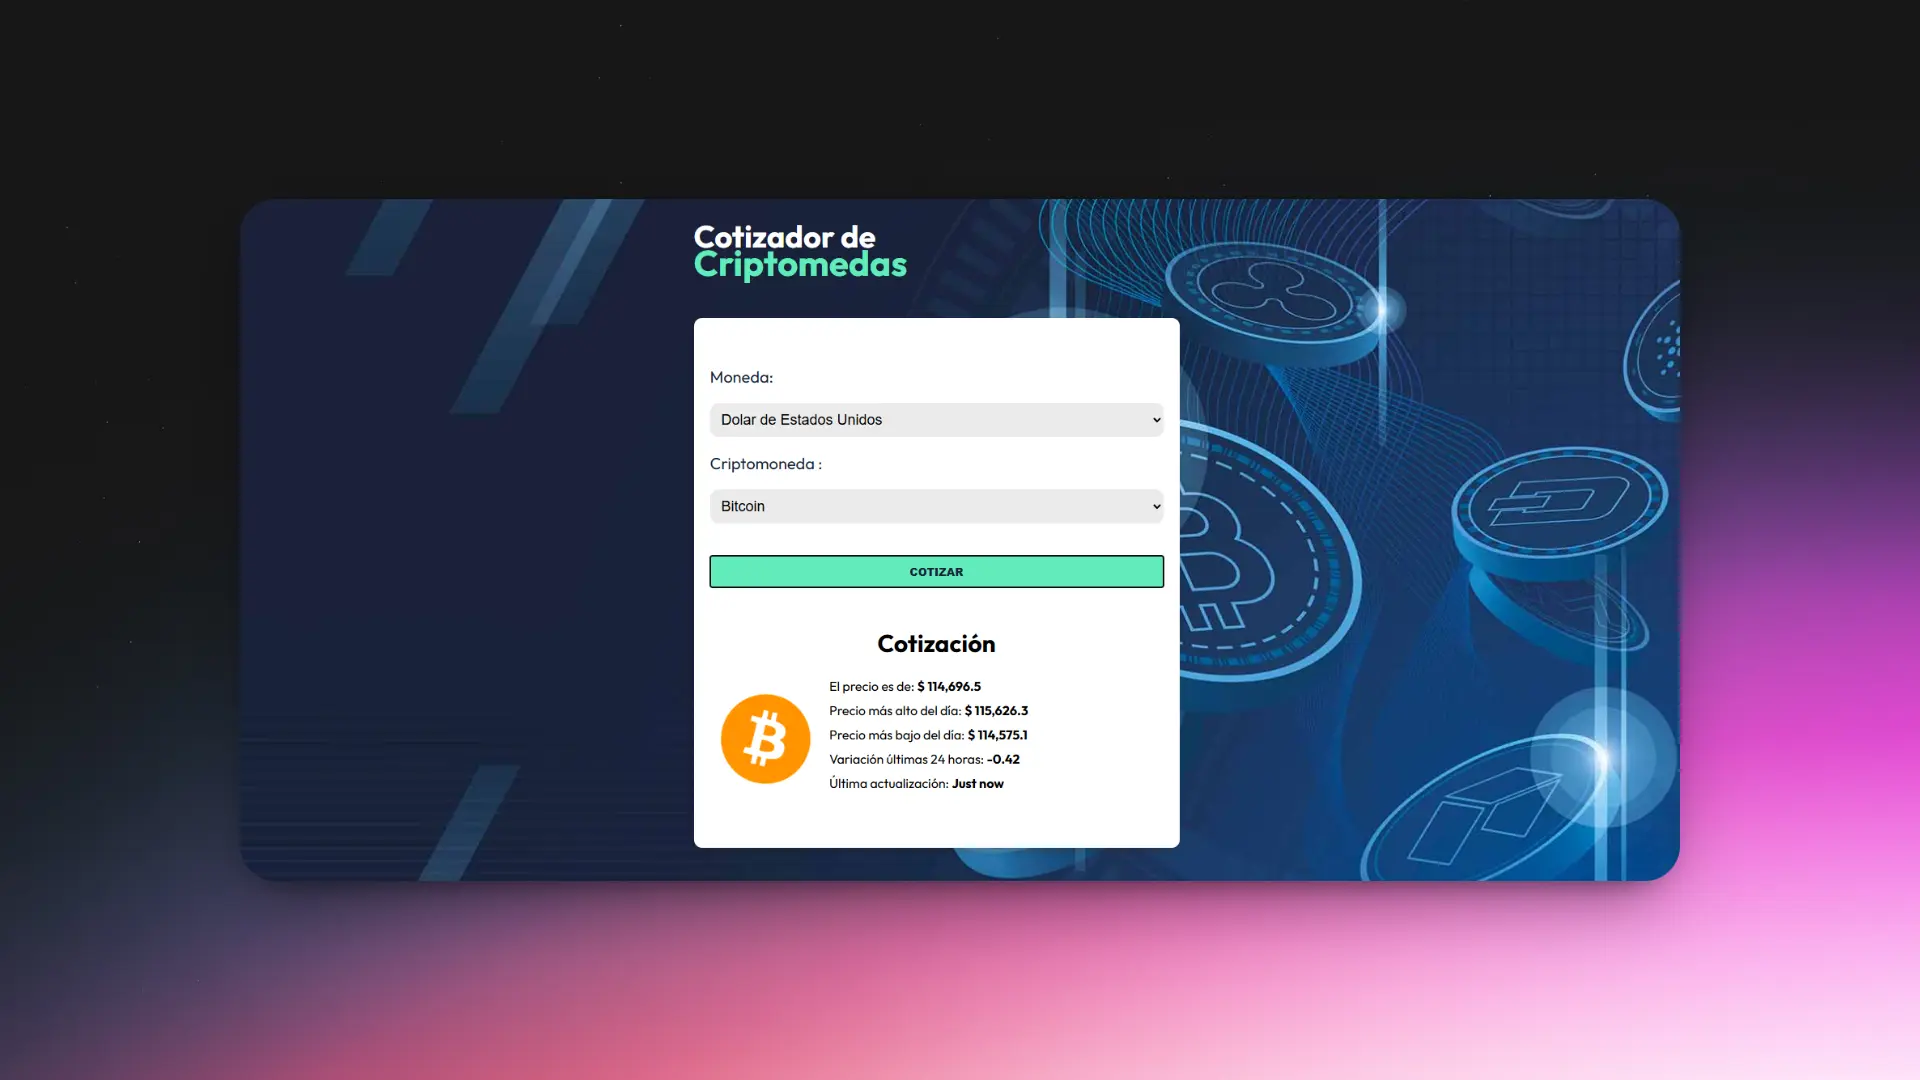 Cotizador de
Criptomedas
Moneda:
Dolar de Estados Unidos
Criptomoneda :
Bitcoin
COTIZAR
Cotización
El precio es de: $ 114,696.5
Precio más alto del día: $ 115,626.3
Precio más bajo del día: $ 114,575.1
Variación últimas 24 horas: -0.42
Última actualización: Just now